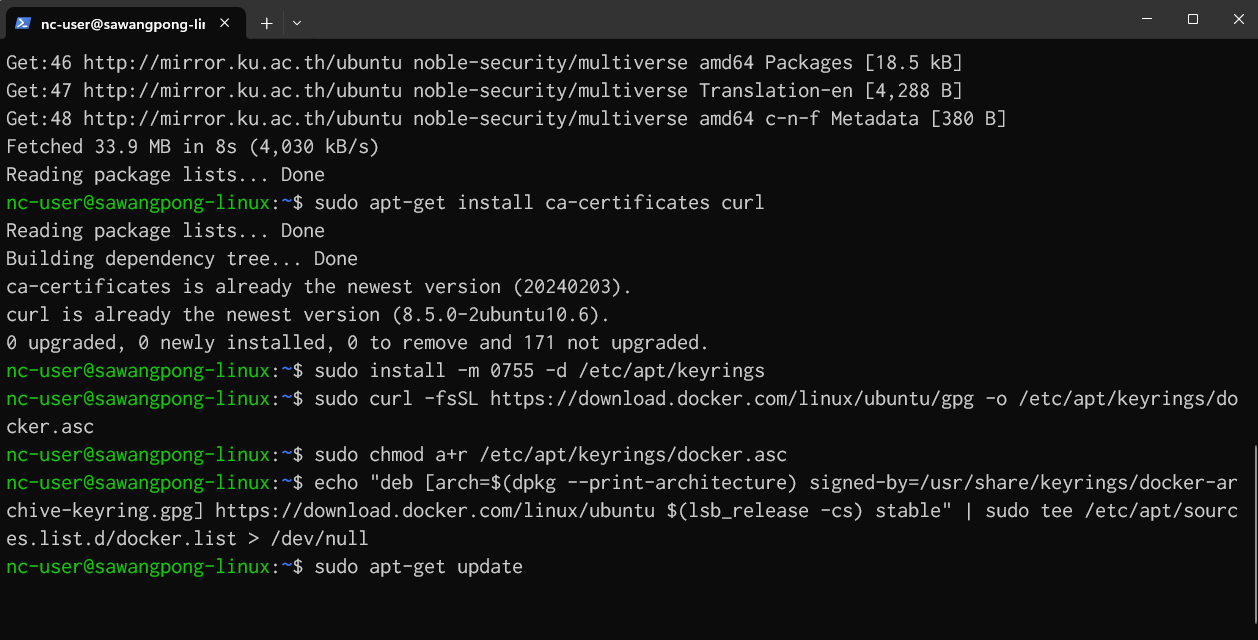 nc-user@sawangpong-li
Get:46 http://mirror.ku.ac.th/ubuntu noble-security/multiverse amd64 Packages [18.5 kB]
Get:47 http://mirror.ku.ac.th/ubuntu noble-security/multiverse Translation-en [4,288 B]
Get:48 http://mirror.ku.ac.th/ubuntu noble-security/multiverse amd64 c-n-f Metadata [380 B]
Fetched 33.9 MB in 8s (4,030 kB/s)
Reading package lists... Done
nc-user@sawangpong-linux:~$ sudo apt-get install ca-certificates curl
Reading package lists... Done
Building dependency tree... Done
ca-certificates is already the newest version (20240203).
curl is already the newest version (8.5.0-2ubuntu10.6).
0 upgraded, 0 newly installed, 0 to remove and 171 not upgraded.
nc-user@sawangpong-linux:~$ sudo install -m 0755 -d /etc/apt/keyrings
nc-user@sawangpong-linux:~$ sudo curl -fsSL https://download.docker.com/linux/ubuntu/gpg -o /etc/apt/keyrings/do
cker.asc
nc-user@sawangpong-linux:~$ sudo chmod a+r /etc/apt/keyrings/docker.asc
nc-user@sawangpong-linux:~$ echo "deb [arch=$(dpkg --print-architecture) signed-by=/usr/share/keyrings/docker-ar
chive-keyring.gpg] https://download.docker.com/linux/ubuntu $(lsb_release -cs) stable" | sudo tee /etc/apt/sourc
es.list.d/docker.list > /dev/null
nc-user@sawangpong-linux:~$ sudo apt-get update